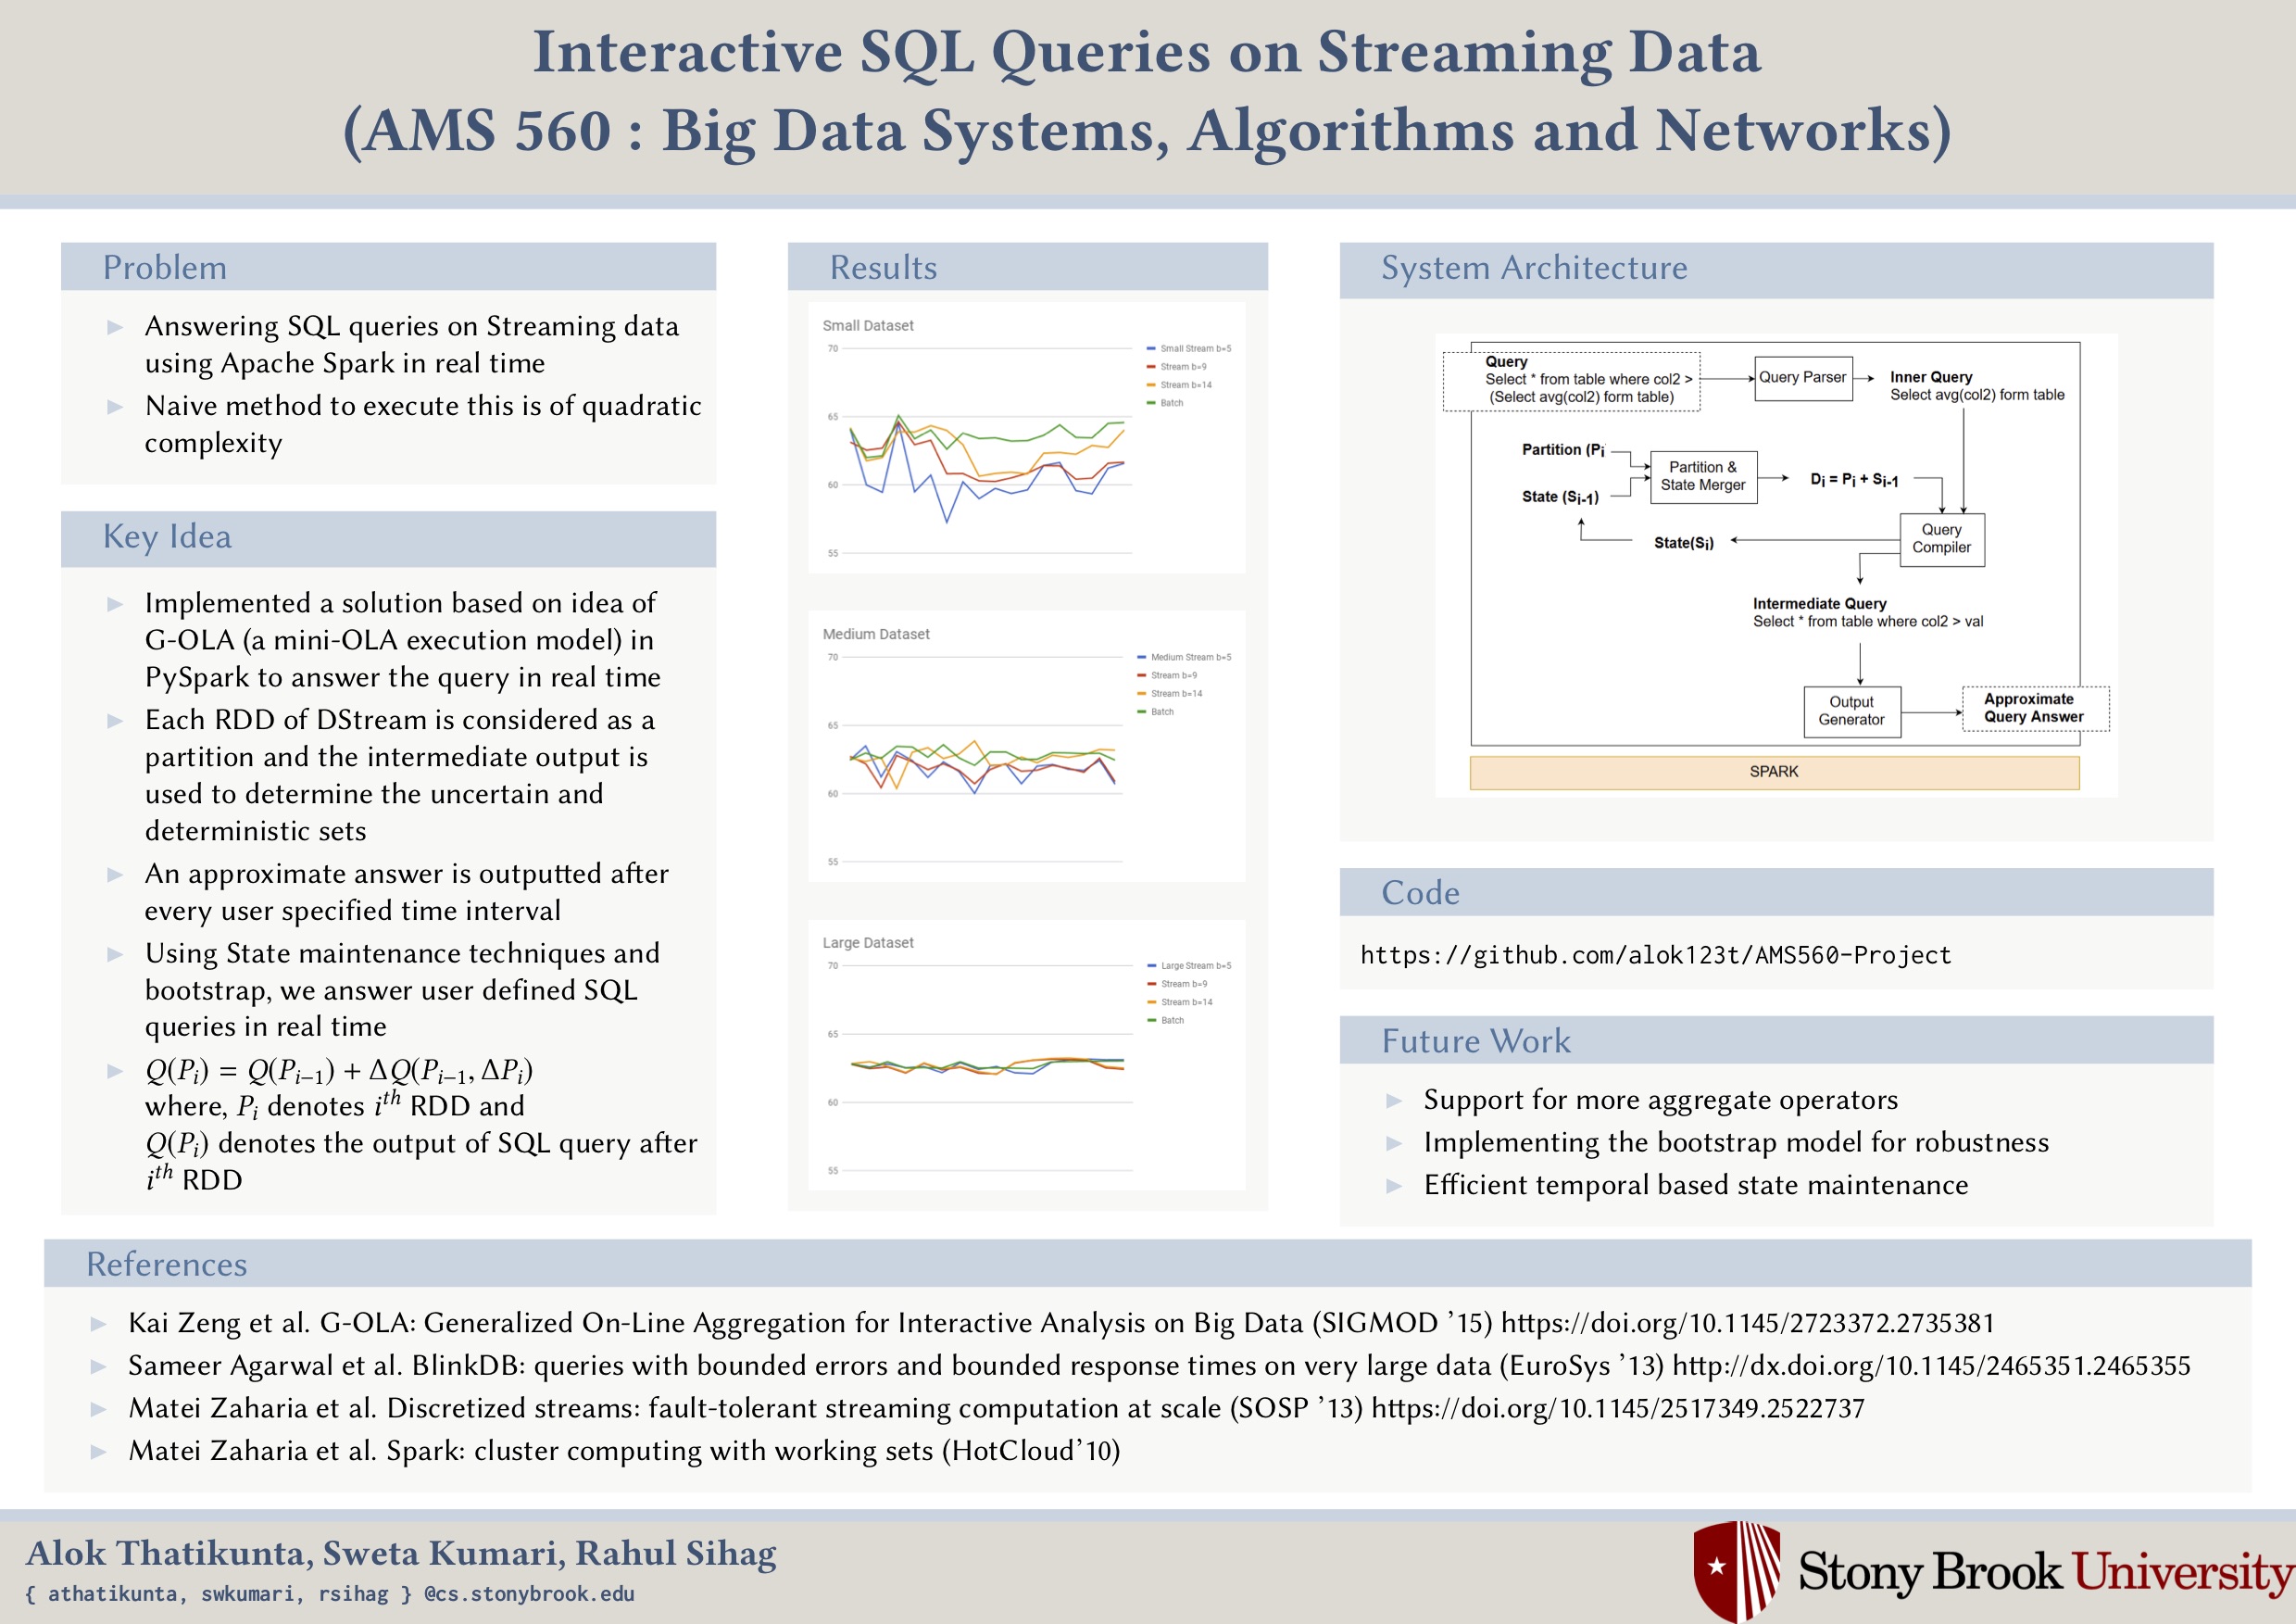 Interactive SQL Queries on Streaming Data
(AMS 560 : Big Data Systems, Algorithms and Networks)
Problem
Answering SQL queries on Streaming data
using Apache Spark in real time
Naive method to execute this is of quadratic
complexity
Key Idea
Implemented a solution based on idea of
G-OLA (a mini-OLA execution model) in
PySpark to answer the query in real time
Each RDD of DStream is considered as a
partition and the intermediate output is
used to determine the uncertain and
deterministic sets
An approximate answer is outputted after
every user specified time interval
Using State maintenance techniques and
bootstrap, we answer user defined SQL
queries in real time
Q(P_i) = Q(P_{i−1}) + ΔQ(P_{i−1}, ΔP_i)
where, P_i denotes i^{th} RDD and
Q(P_i) denotes the output of SQL query after
i^{th} RDD
Results
Small Dataset
70
65
60
55
Small Stream b=5
Stream b=9
Stream b=14
Batch
Medium Dataset
70
65
60
55
Medium Stream b=5
Stream b=9
Stream b=14
Batch
Large Dataset
70
65
60
55
Large Stream b=5
Stream b=9
Stream b=14
Batch
System Architecture
Query
Select * from table where col2 >
(Select avg(col2) form table)
Query Parser
Inner Query
Select avg(col2) form table
Partition (P_i
State (S_{i-1})
Partition &
State Merger
D_i = P_i + S_{i-1}
Query
Compiler
State(S_i)
Intermediate Query
Select * from table where col2 > val
Output
Generator
Approximate
Query Answer
SPARK
Code
https://github.com/alok123t/AMS560-Project
Future Work
Support for more aggregate operators
Implementing the bootstrap model for robustness
Efficient temporal based state maintenance
References
Kai Zeng et al. G-OLA: Generalized On-Line Aggregation for Interactive Analysis on Big Data (SIGMOD ’15) https://doi.org/10.1145/2723372.2735381
Sameer Agarwal et al. BlinkDB: queries with bounded errors and bounded response times on very large data (EuroSys ’13) http://dx.doi.org/10.1145/2465351.2465355
Matei Zaharia et al. Discretized streams: fault-tolerant streaming computation at scale (SOSP ’13) https://doi.org/10.1145/2517349.2522737
Matei Zaharia et al. Spark: cluster computing with working sets (HotCloud’10)
Alok Thatikunta, Sweta Kumari, Rahul Sihag
{ athatikunta, swkumari, rsihag } @cs.stonybrook.edu
Stony Brook University